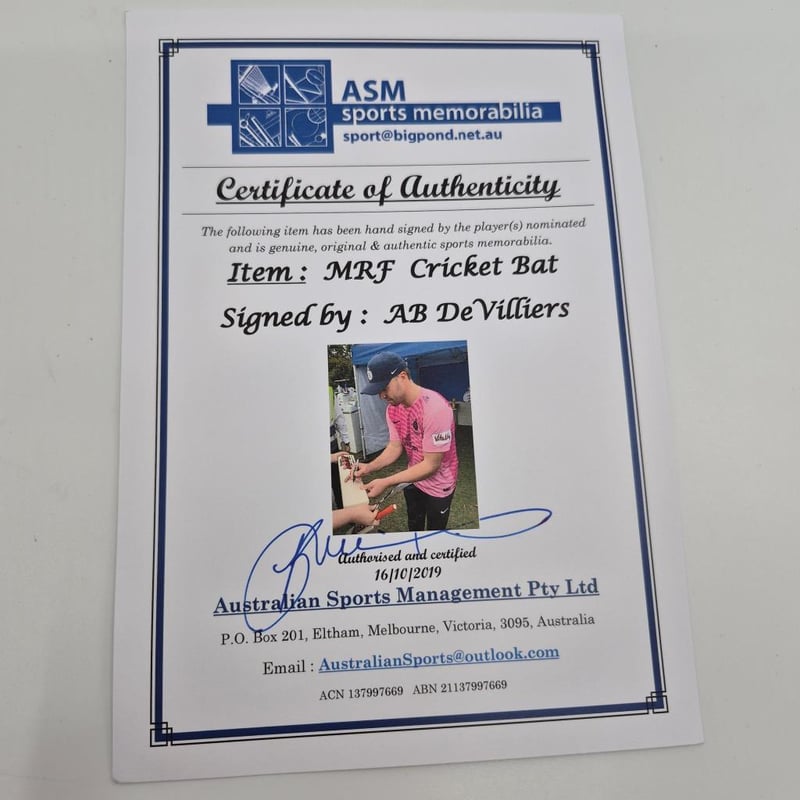 ASM
sports memorabilia
sport@bigpond.net.au
Certificate of Authenticity
The following item has been hand signed by the player(s) nominated
and is genuine, original & authentic sports memorabilia.
Item : MRF Cricket Bat
Signed by : AB DeVilliers
Vitality
Authorised and certified
16/10/2019
Australian Sports Management Pty Ltd
P.O. Box 201, Eltham, Melbourne, Victoria, 3095, Australia
Email : AustralianSports@outlook.com
ACN 137997669 ABN 21137997669